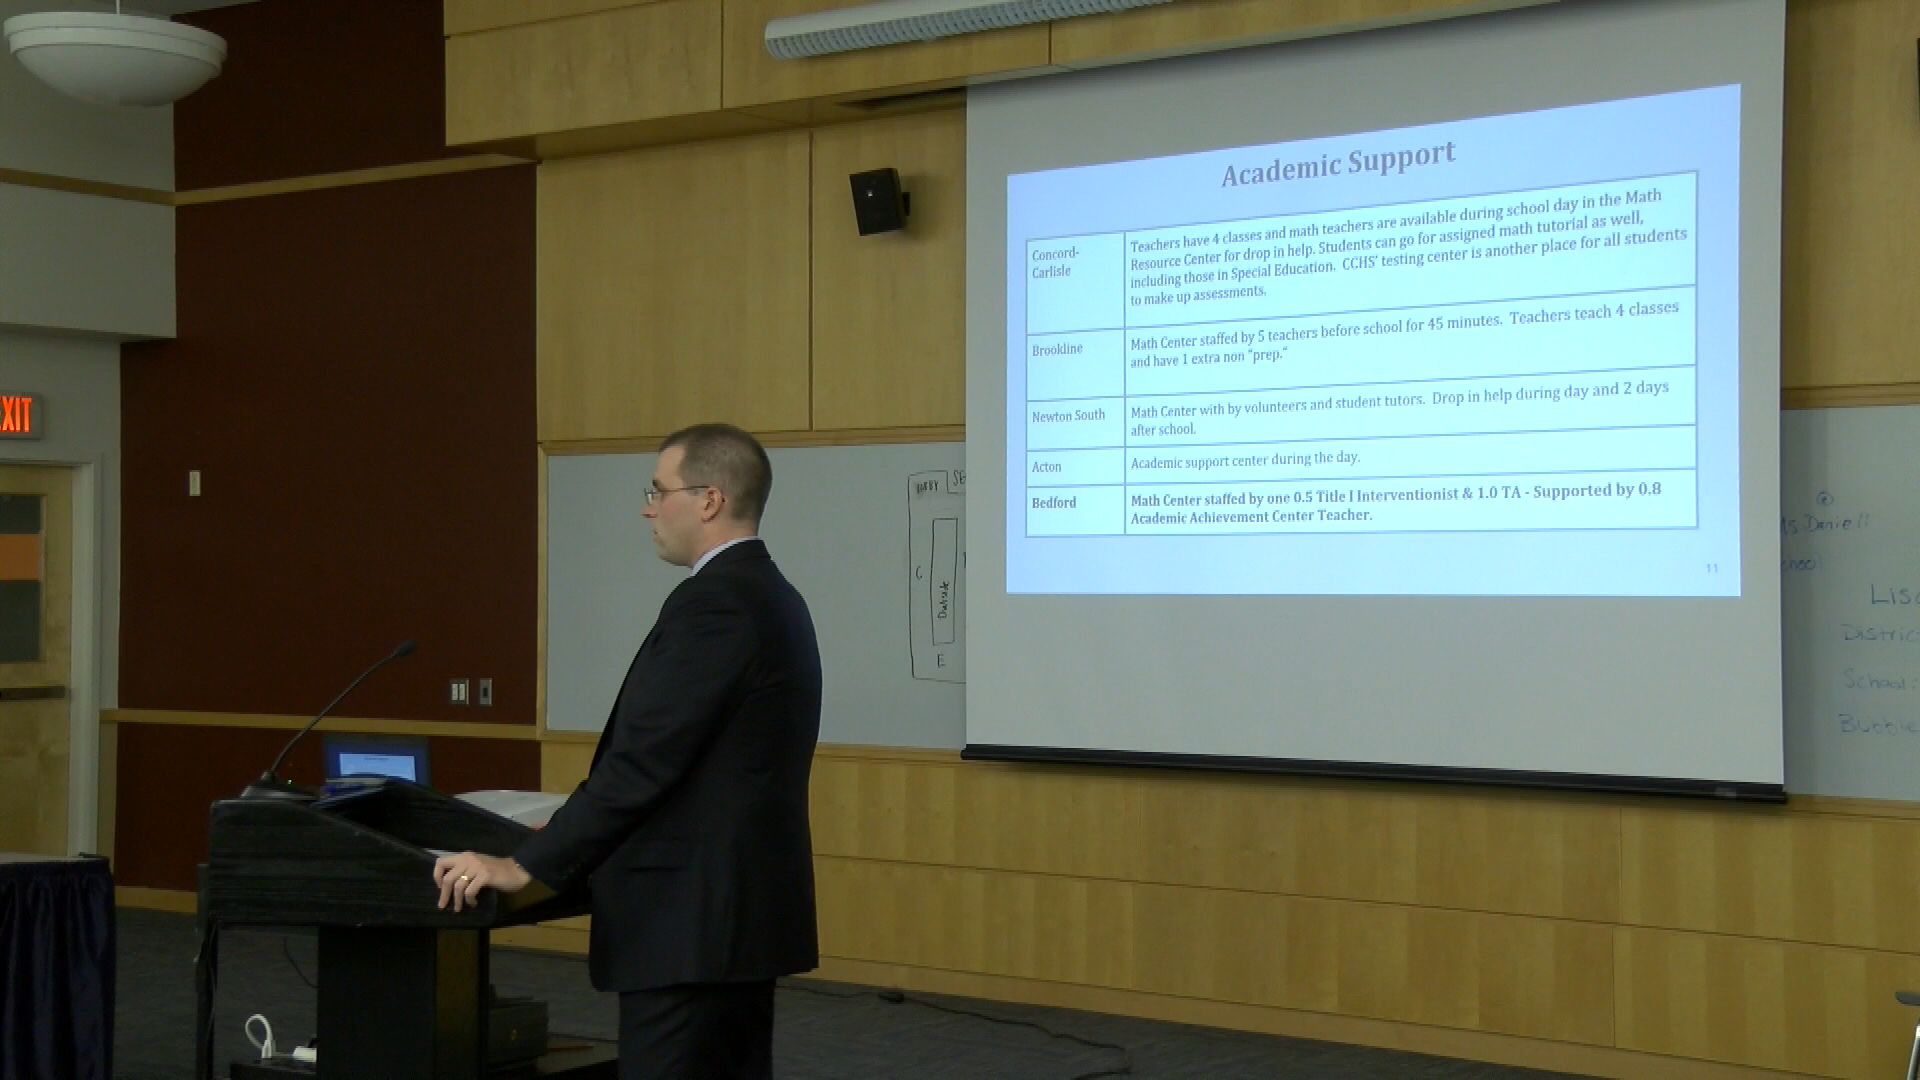 Academic Support
Concord-
Carlisle
Teachers have 4 classes and math teachers are available during school day in the Math
Resource Center for drop in help. Students can go for assigned math tutorial as well,
including those in Special Education. CCHS' testing center is another place for all students
to make up assessments.
Brookline
Math Center staffed by 5 teachers before school for 45 minutes. Teachers teach 4 classes
and have 1 extra non "prep."
Newton South
Math Center with by volunteers and student tutors. Drop in help during day and 2 days
after school.
Acton
Academic support center during the day.
Bedford
Math Center staffed by one 0.5 Title I Interventionist & 1.0 TA - Supported by 0.8
Academic Achievement Center Teacher.
11
EXIT
C
Outside
E